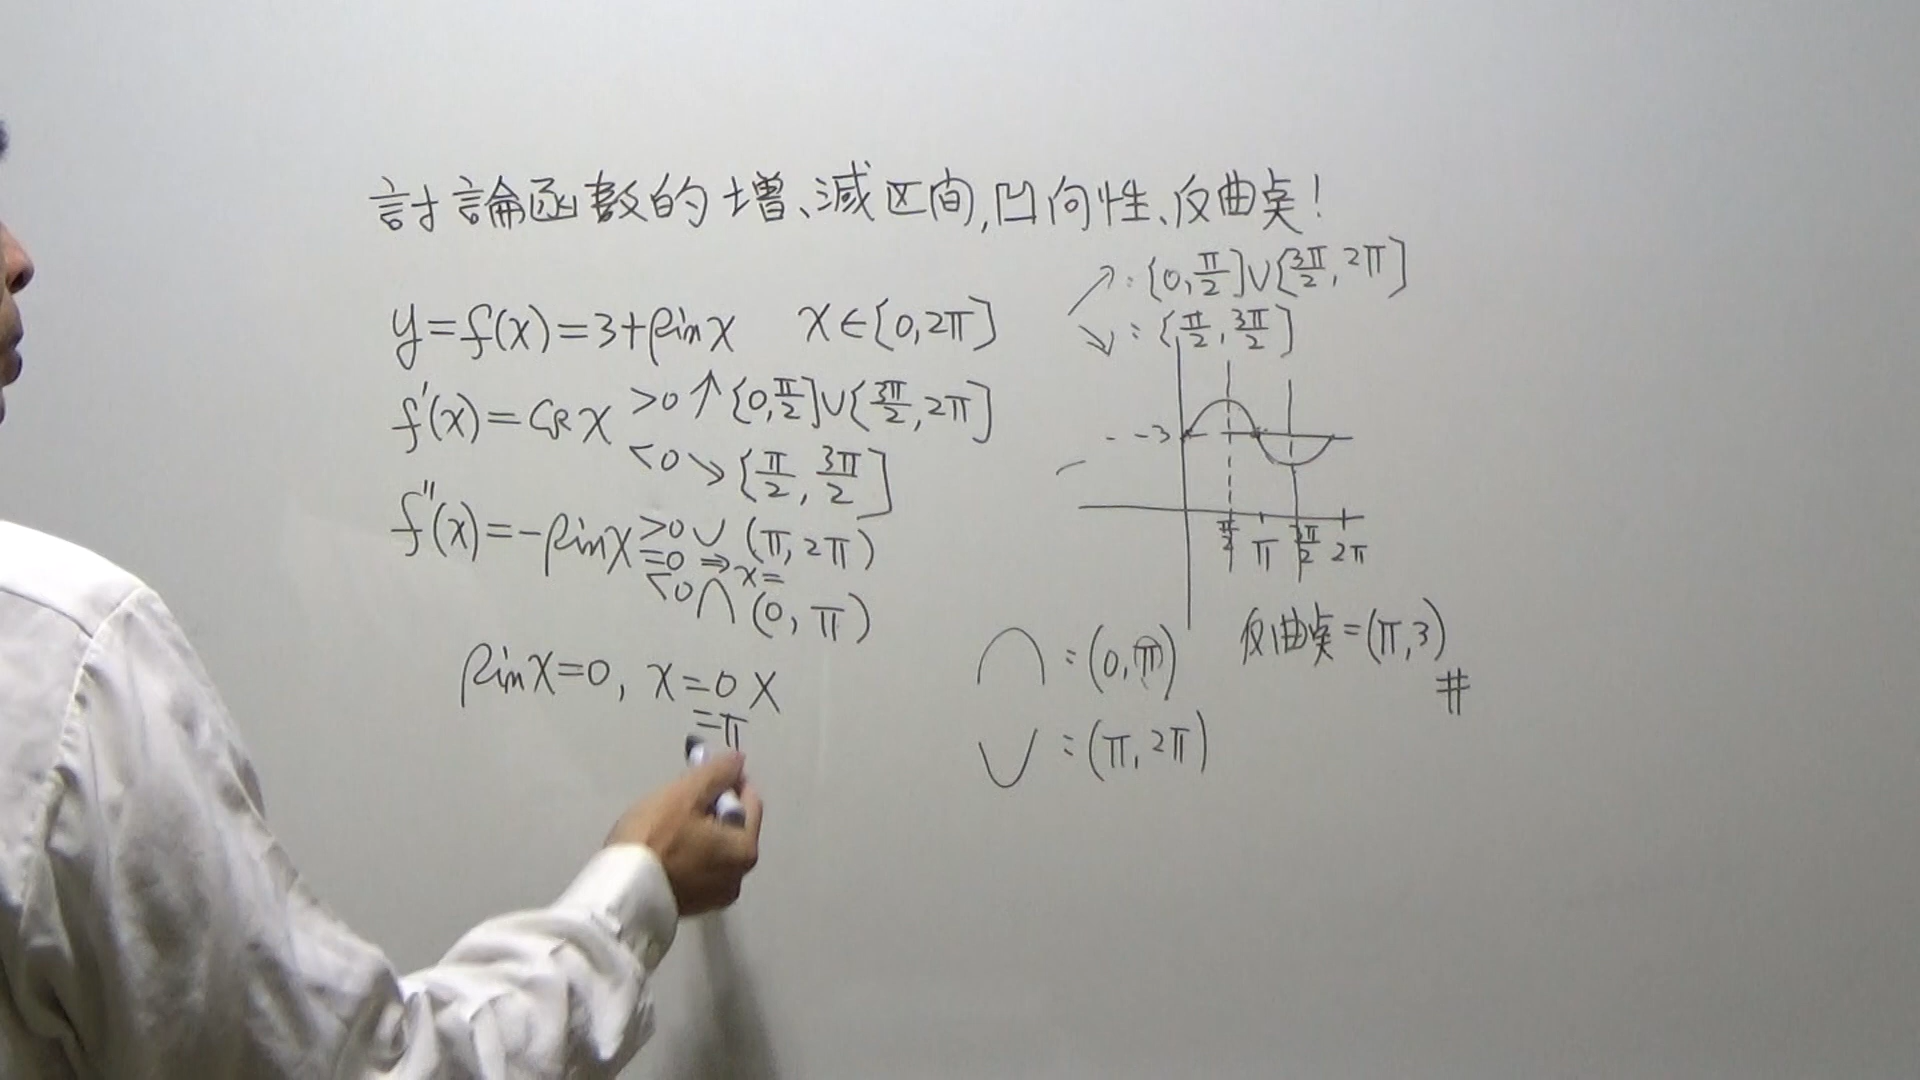 討論函数的增、減区间,凹向性、反曲点!
y=f(x)=3+sinx x∈[0,2π]
f'(x)=cosx >0 ↑ [0,π/2]∪[3π/2,2π]
<0 ↘ [π/2,3π/2]
f''(x)=-sinx >0 ∪ (π,2π)
=0 ⇒ x=
<0 ∩ (0,π)
sinx=0, x=0 X
=π
↗:[0,π/2]∪[3π/2,2π]
↘:[π/2,3π/2]
3
π/2 π 3π/2 2π
∩:(0,π)
∪:(π,2π)
反曲点=(π,3)
#